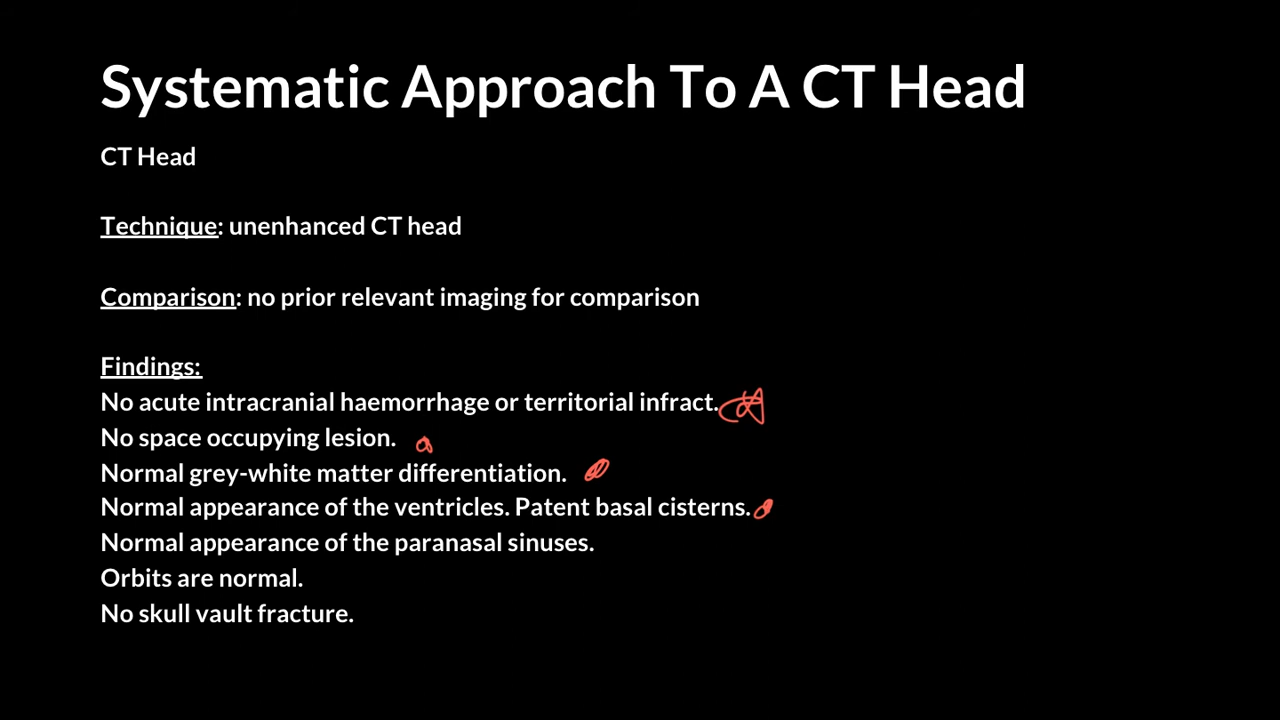 Systematic Approach To A CT Head
CT Head
Technique: unenhanced CT head
Comparison: no prior relevant imaging for comparison
Findings:
No acute intracranial haemorrhage or territorial infract.
No space occupying lesion.
Normal grey-white matter differentiation.
Normal appearance of the ventricles. Patent basal cisterns.
Normal appearance of the paranasal sinuses.
Orbits are normal.
No skull vault fracture.